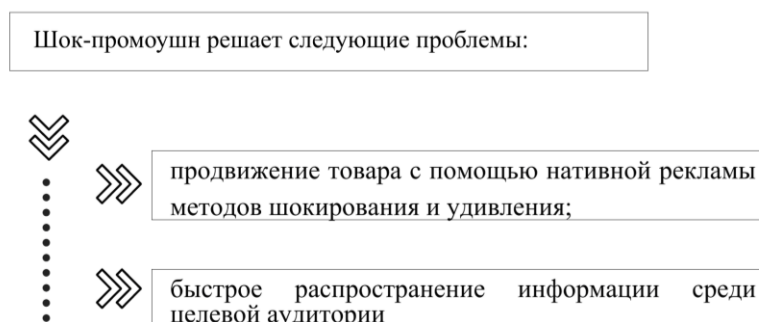 Шок-промоушн решает следующие проблемы:
продвижение товара с помощью нативной рекламы
методов шокирования и удивления;
быстрое распространение информации среди
целевой аудитории